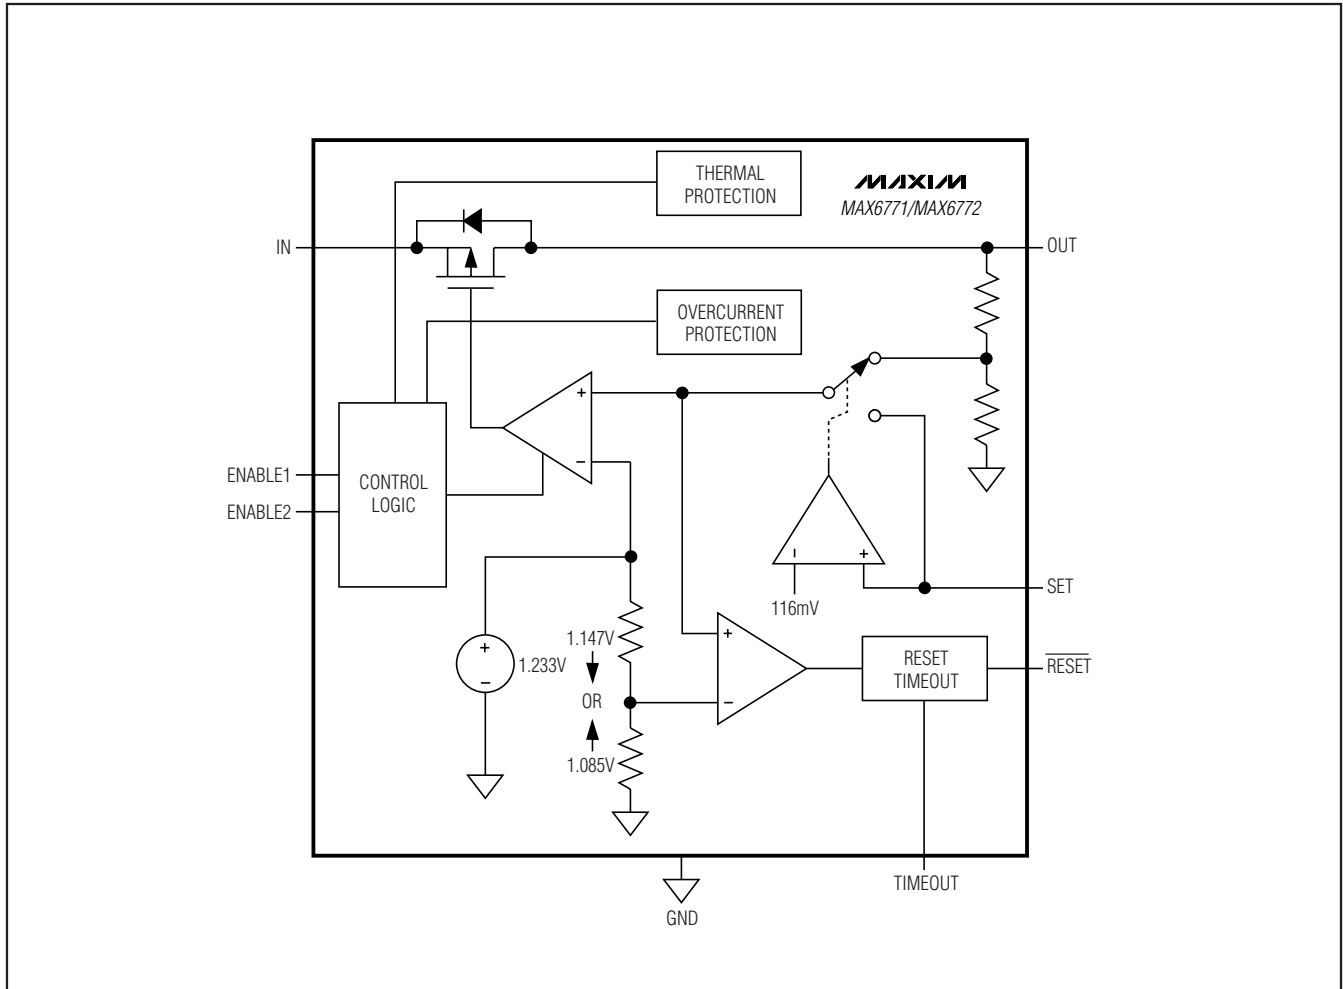 THERMAL
PROTECTION
MAXIM
MAX6771/MAX6772
IN
OUT
OVERCURRENT
PROTECTION
+
−
ENABLE1
ENABLE2
CONTROL
LOGIC
− +
116mV
SET
+
−
1.233V
1.147V
OR
1.085V
+
−
RESET
TIMEOUT
RESET
TIMEOUT
GND